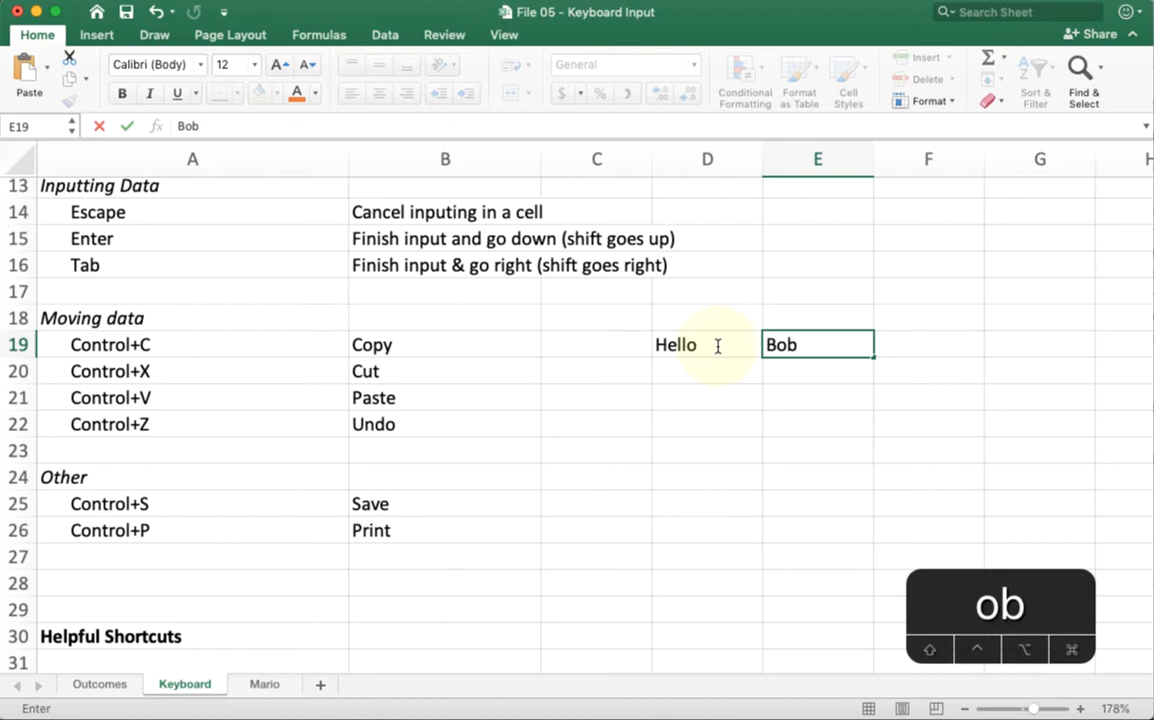 File 05 - Keyboard Input
Search Sheet
Home Insert Draw Page Layout Formulas Data Review View
Share
Paste
Calibri (Body) 12 A A
B I U A
General
$ % )
Conditional Formatting
Format as Table
Cell Styles
Insert
Delete
Format
Sort & Filter
Find & Select
E19 fx Bob
A B C D E F G H
13 Inputting Data
14 Escape Cancel inputing in a cell
15 Enter Finish input and go down (shift goes up)
16 Tab Finish input & go right (shift goes right)
17
18 Moving data
19 Control+C Copy Hello Bob
20 Control+X Cut
21 Control+V Paste
22 Control+Z Undo
23
24 Other
25 Control+S Save
26 Control+P Print
27
28
29
30 Helpful Shortcuts
31
ob
Outcomes Keyboard Mario +
Enter
178%